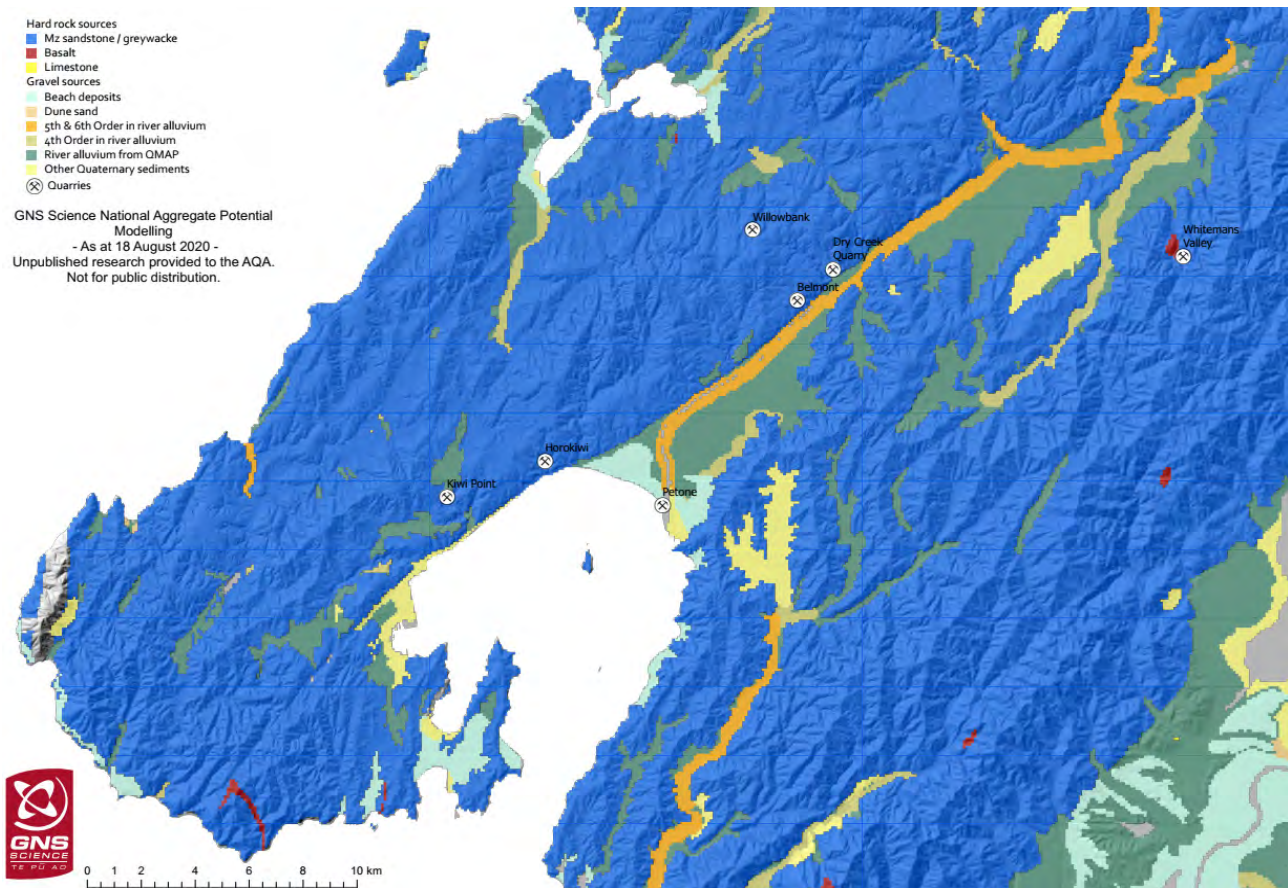 Hard rock sources
Mz sandstone / greywacke
Basalt
Limestone
Gravel sources
Beach deposits
Dune sand
5th & 6th Order in river alluvium
4th Order in river alluvium
River alluvium from QMAP
Other Quaternary sediments
Quarries
GNS Science National Aggregate Potential
Modelling
- As at 18 August 2020 -
Unpublished research provided to the AQA.
Not for public distribution.
Willowbank
Dry Creek
Quarry
Belmont
Whitemans
Valley
Horokiwi
Kiwi Point
Petone
GNS
SCIENCE
TE PŪ AO
0 1 2 4 6 8 10 km